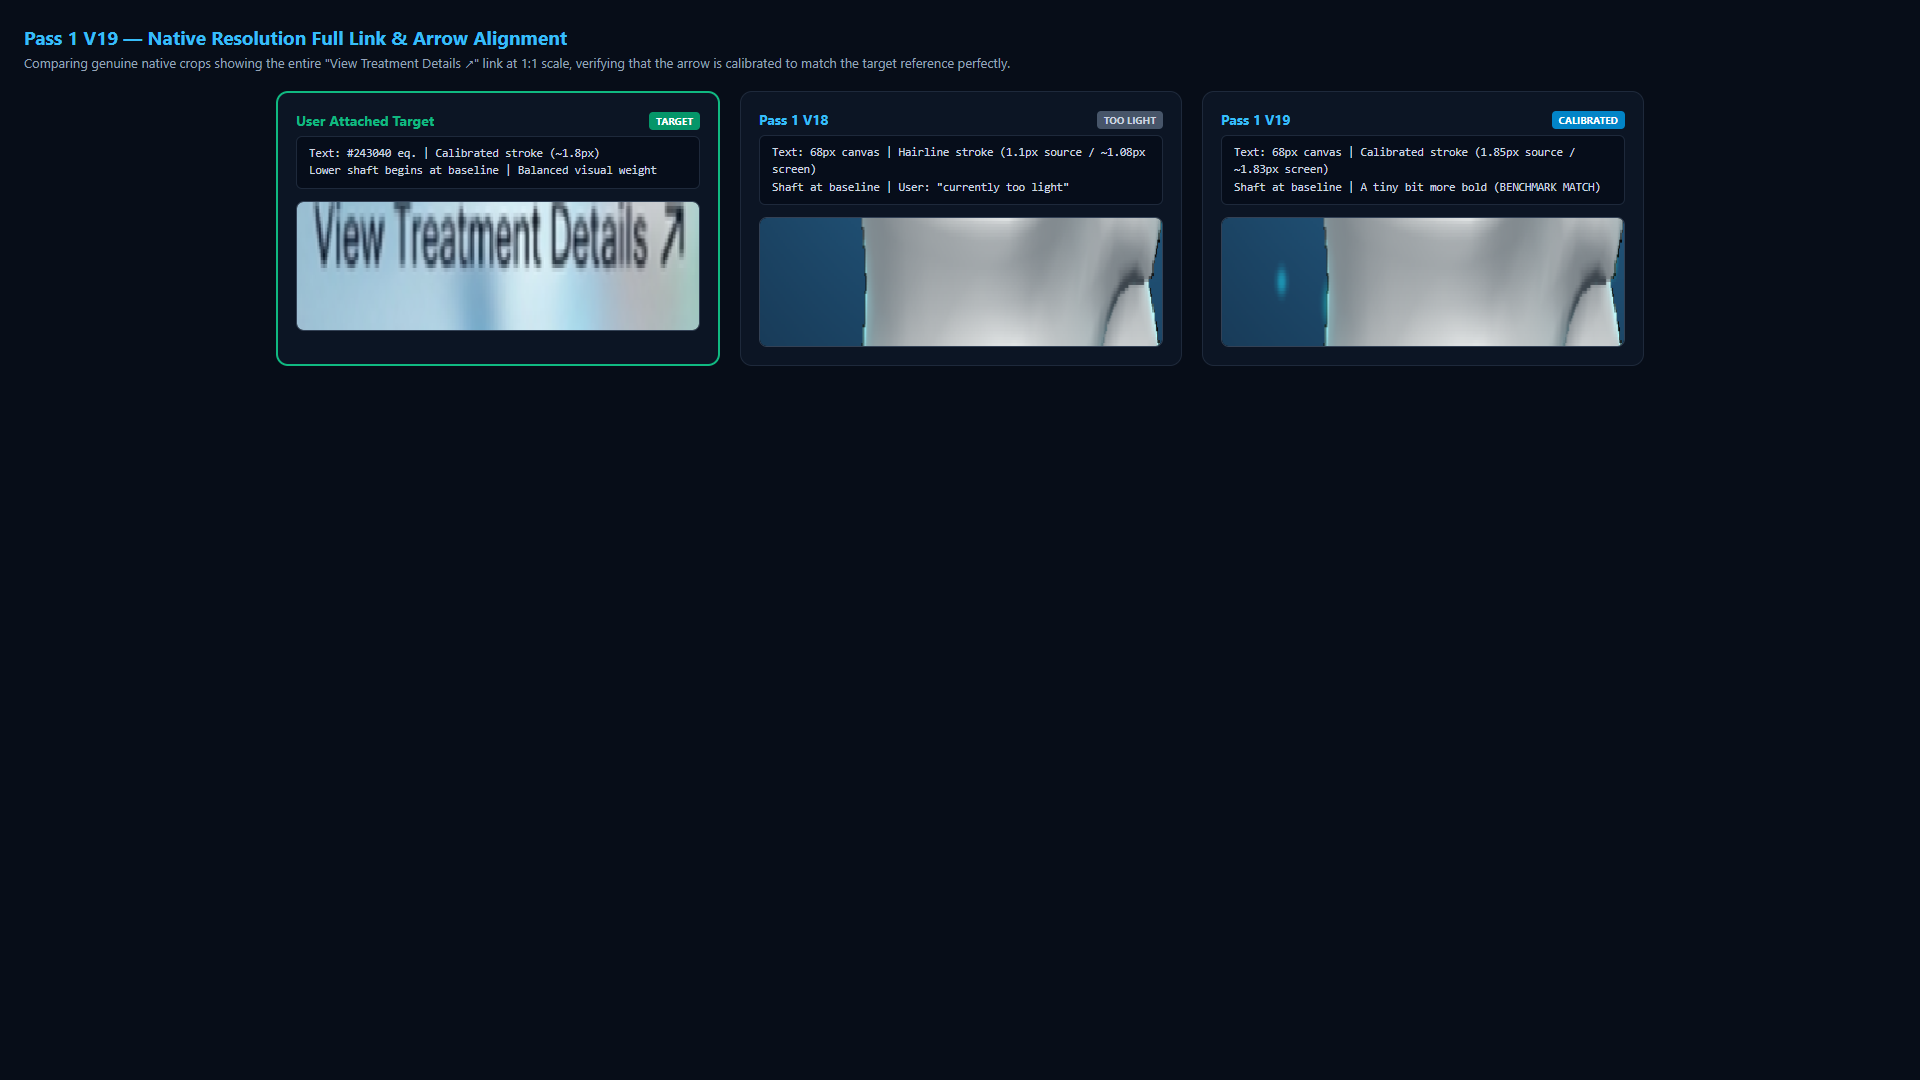 Pass 1 V19 — Native Resolution Full Link & Arrow Alignment
Comparing genuine native crops showing the entire "View Treatment Details ↗" link at 1:1 scale, verifying that the arrow is calibrated to match the target reference perfectly.
User Attached Target
TARGET
Text: #243040 eq. | Calibrated stroke (~1.8px)
Lower shaft begins at baseline | Balanced visual weight
View Treatment Details ↗
Pass 1 V18
TOO LIGHT
Text: 68px canvas | Hairline stroke (1.1px source / ~1.08px
screen)
Shaft at baseline | User: "currently too light"
Pass 1 V19
CALIBRATED
Text: 68px canvas | Calibrated stroke (1.85px source /
~1.83px screen)
Shaft at baseline | A tiny bit more bold (BENCHMARK MATCH)